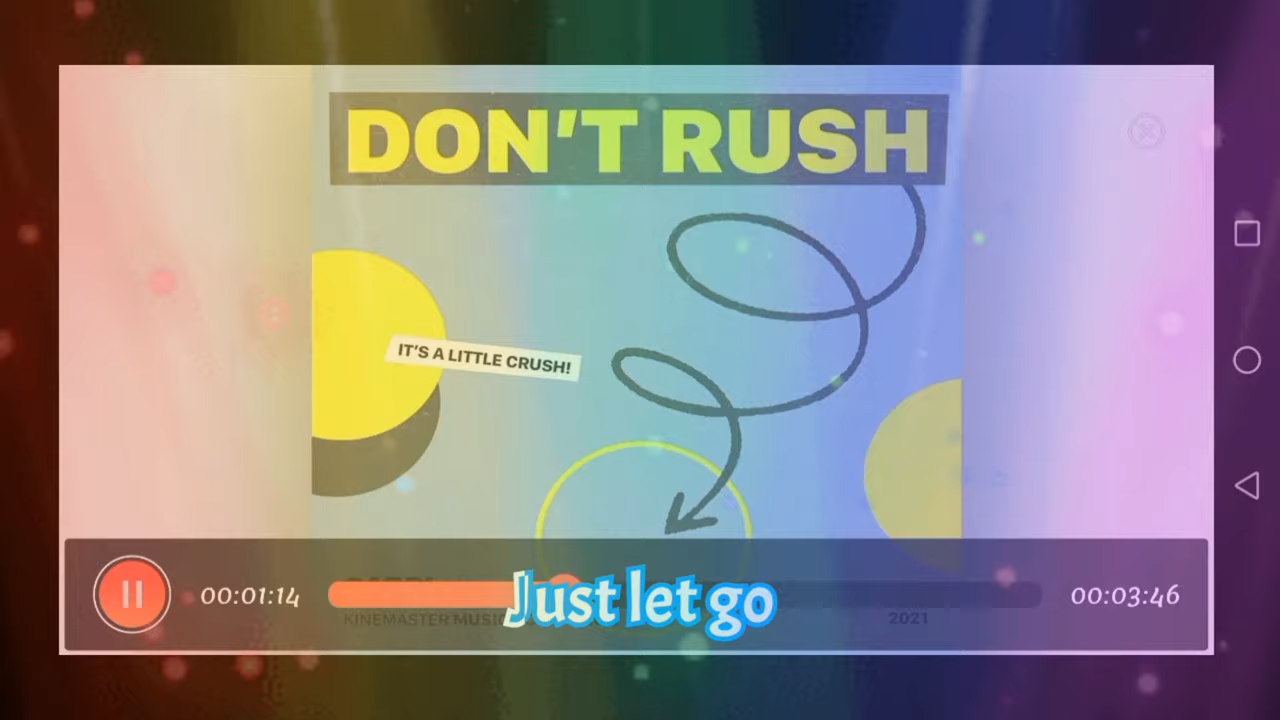 DON'T RUSH
IT'S A LITTLE CRUSH!
00:01:14
Just let go
00:03:46
KINEMASTER MUSIC
2021